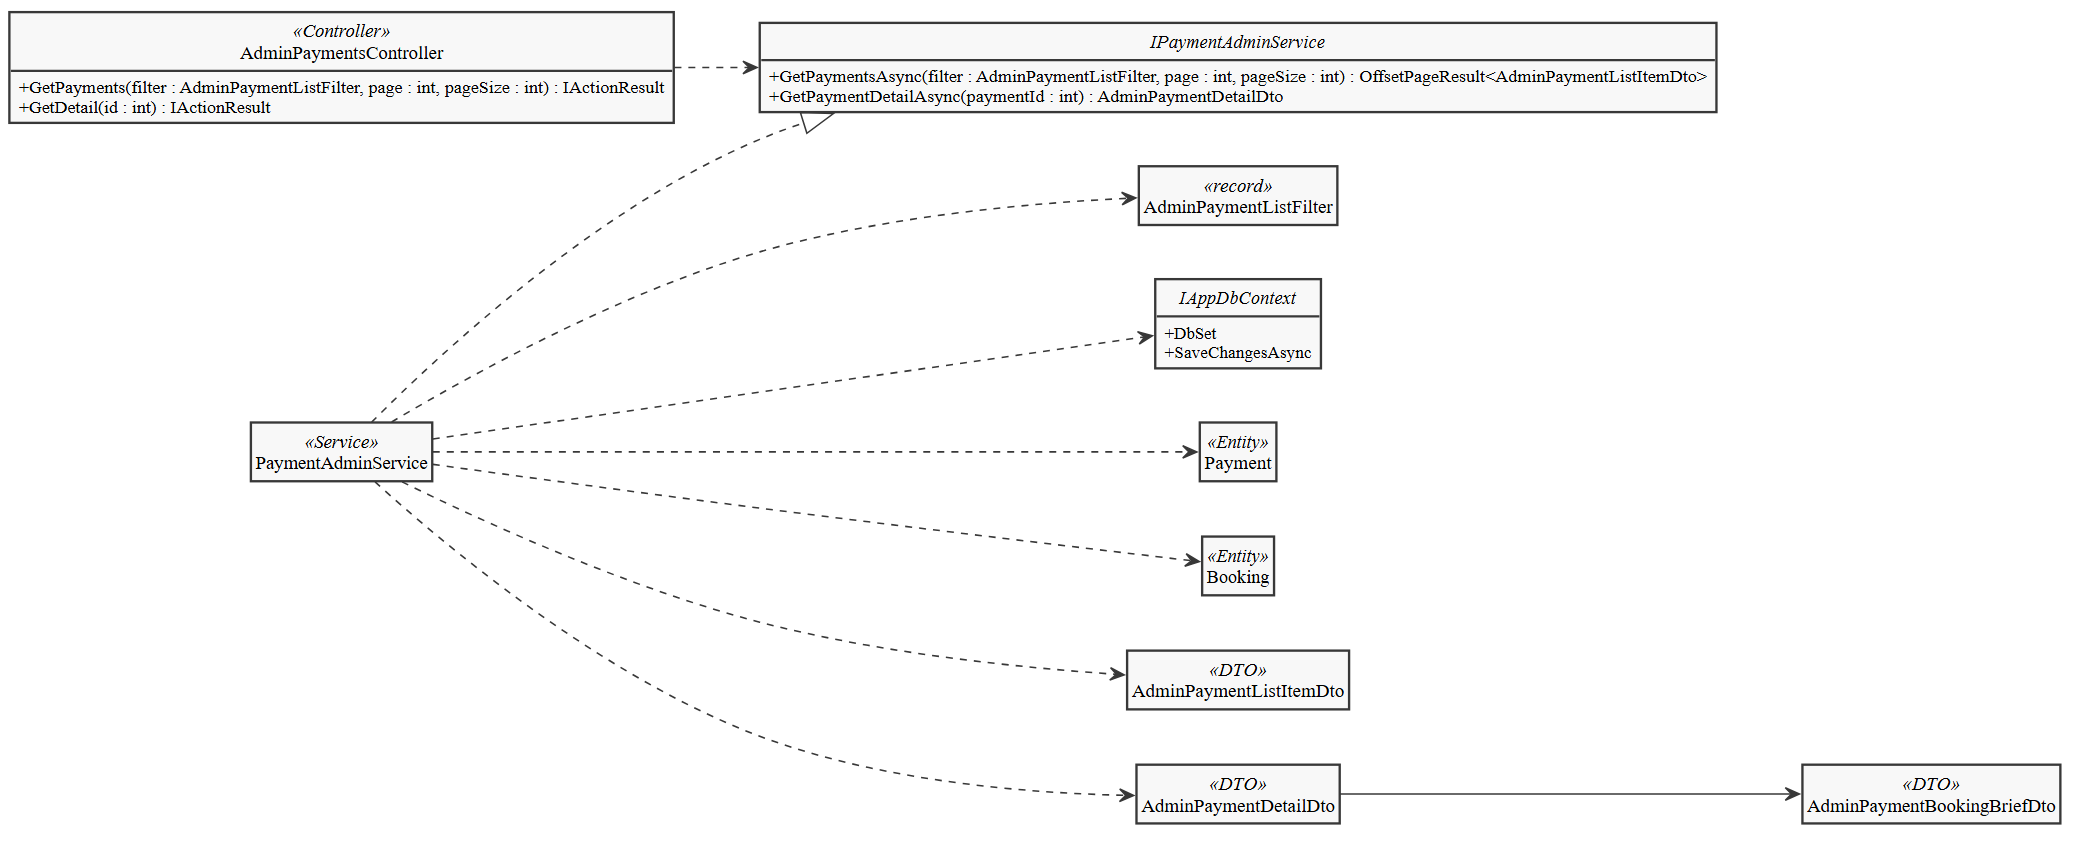 «Controller»
AdminPaymentsController
+GetPayments(filter : AdminPaymentListFilter, page : int, pageSize : int) : IActionResult
+GetDetail(id : int) : IActionResult
IPaymentAdminService
+GetPaymentsAsync(filter : AdminPaymentListFilter, page : int, pageSize : int) : OffsetPageResult<AdminPaymentListItemDto>
+GetPaymentDetailAsync(paymentId : int) : AdminPaymentDetailDto
«record»
AdminPaymentListFilter
IAppDbContext
+DbSet
+SaveChangesAsync
«Service»
PaymentAdminService
«Entity»
Payment
«Entity»
Booking
«DTO»
AdminPaymentListItemDto
«DTO»
AdminPaymentDetailDto
«DTO»
AdminPaymentBookingBriefDto